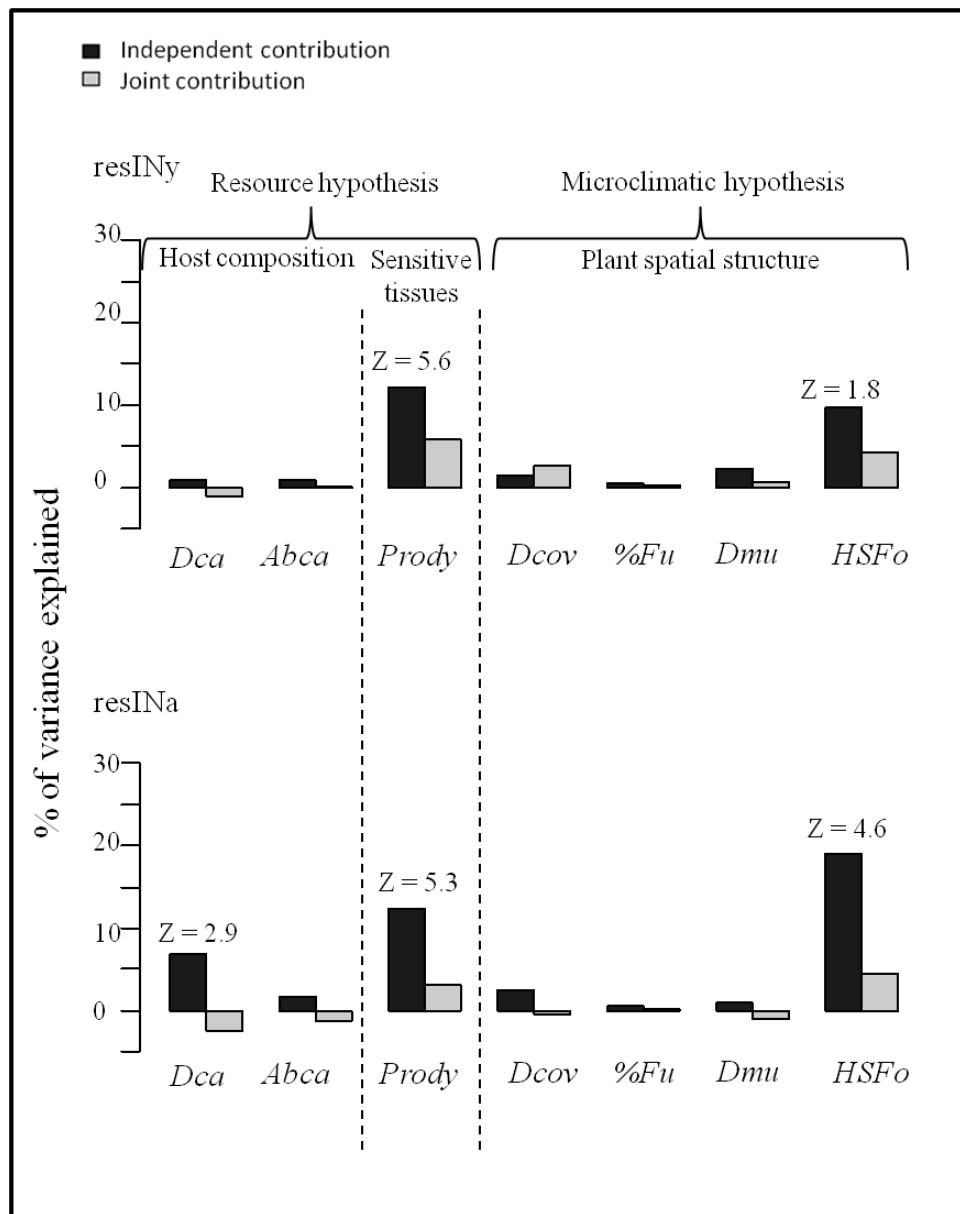 Independent contribution
Joint contribution
resINy
Resource hypothesis
Microclimatic hypothesis
Host composition
Sensitive
tissues
Plant spatial structure
30
20
10
0
Z = 5.6
Z = 1.8
Dca Abca Prody Dcov %Fu Dmu HSFo
% of variance explained
resINa
30
20
10
0
Z = 2.9
Z = 5.3
Z = 4.6
Dca Abca Prody Dcov %Fu Dmu HSFo